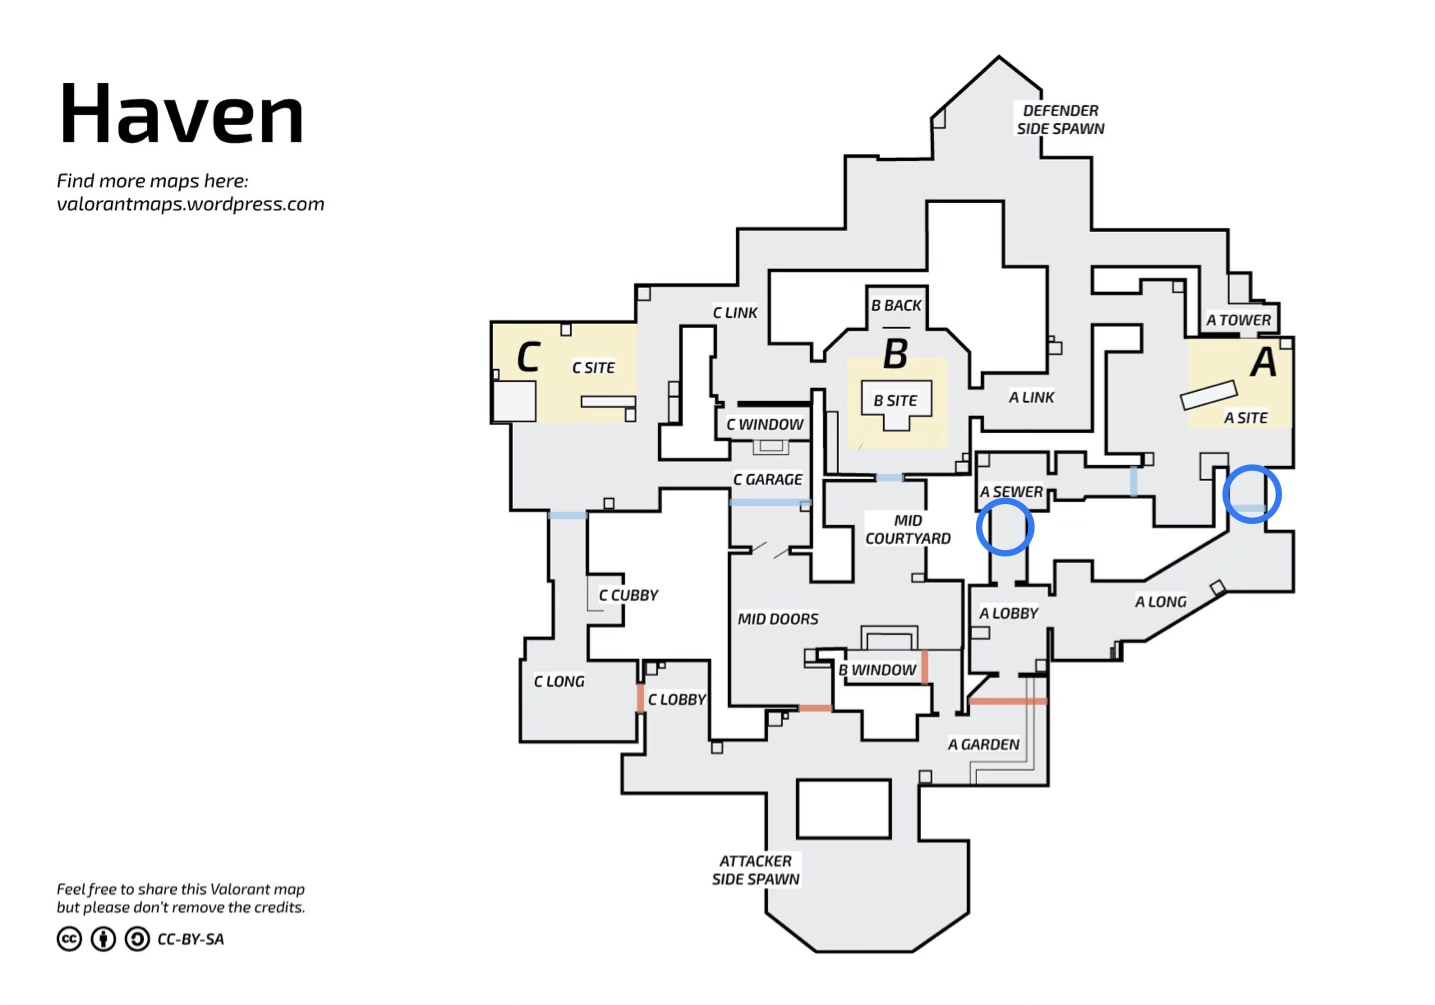 Haven
Find more maps here:
valorantmaps.wordpress.com
DEFENDER
SIDE SPAWN
C LINK
B BACK
A TOWER
C
C SITE
B
B SITE
A LINK
A
A SITE
C WINDOW
C GARAGE
A SEWER
MID
COURTYARD
C CUBBY
MID DOORS
A LOBBY
A LONG
B WINDOW
C LONG
C LOBBY
A GARDEN
ATTACKER
SIDE SPAWN
Feel free to share this Valorant map
but please don't remove the credits.
cc CC-BY-SA